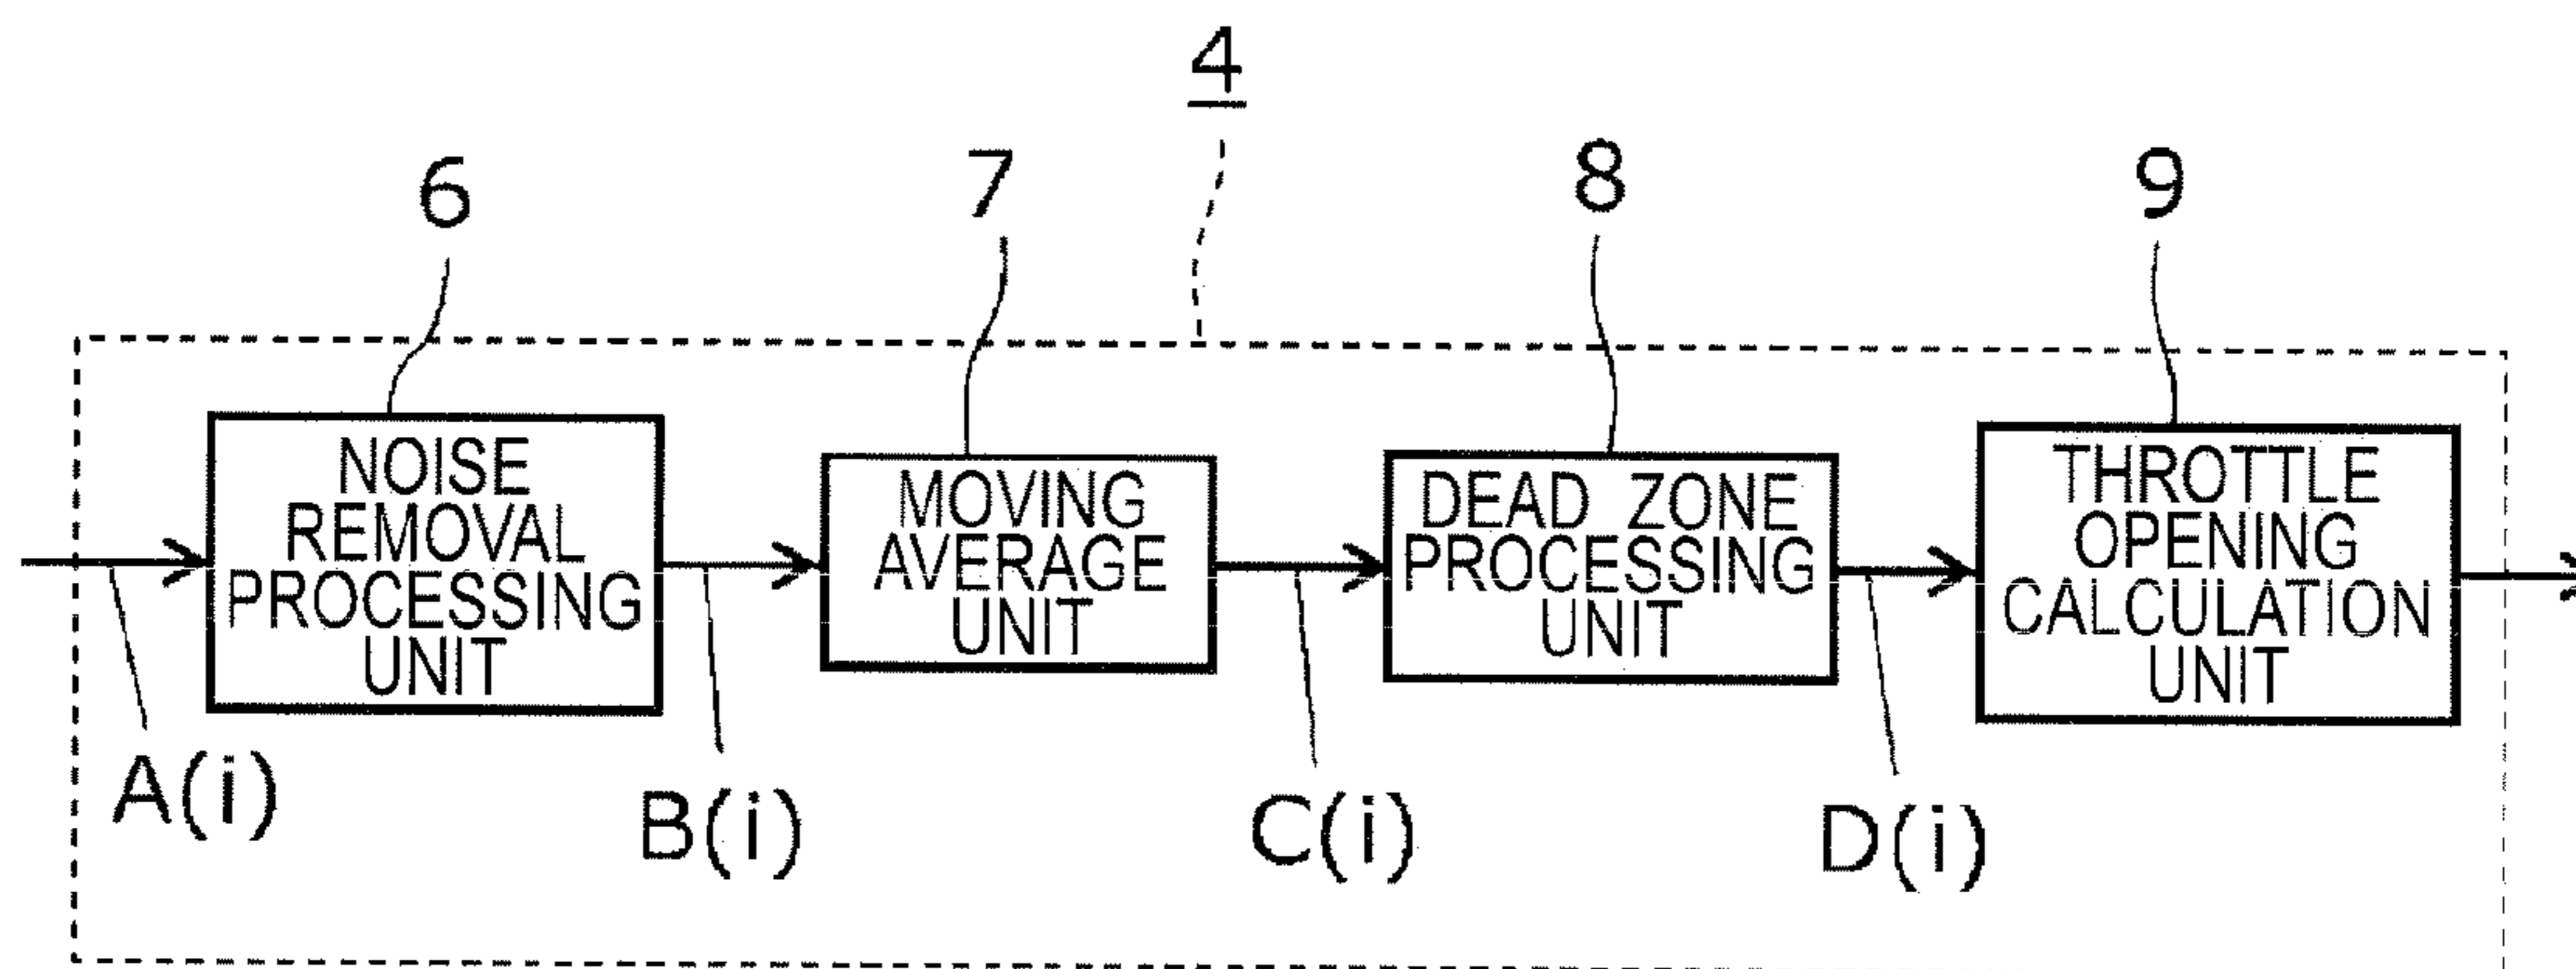 4
6
7
8
9
NOISE
REMOVAL
PROCESSING
UNIT
MOVING
AVERAGE
UNIT
DEAD ZONE
PROCESSING
UNIT
THROTTLE
OPENING
CALCULATION
UNIT
A(i)
B(i)
C(i)
D(i)